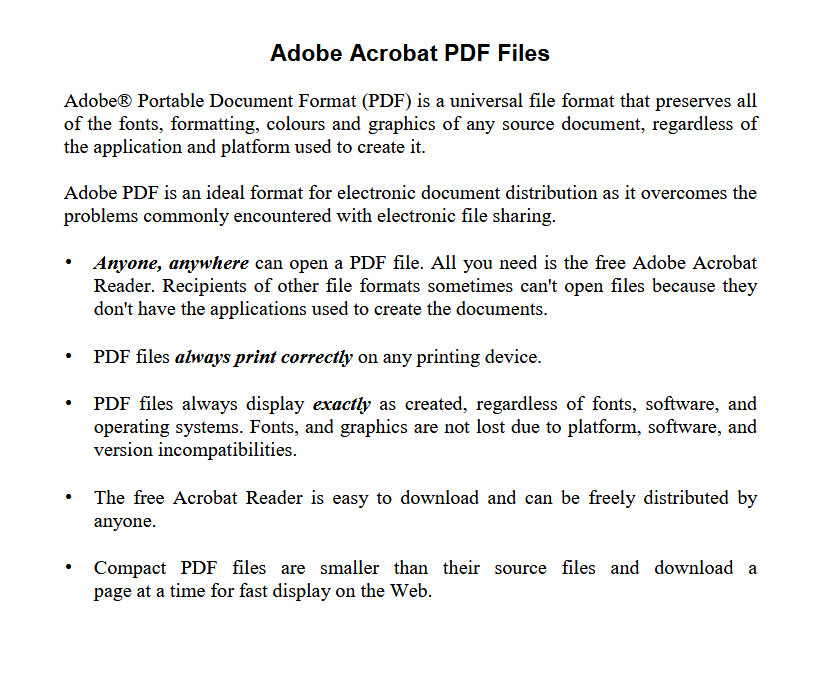 Adobe Acrobat PDF Files
Adobe® Portable Document Format (PDF) is a universal file format that preserves all
of the fonts, formatting, colours and graphics of any source document, regardless of
the application and platform used to create it.
Adobe PDF is an ideal format for electronic document distribution as it overcomes the
problems commonly encountered with electronic file sharing.
• Anyone, anywhere can open a PDF file. All you need is the free Adobe Acrobat
Reader. Recipients of other file formats sometimes can't open files because they
don't have the applications used to create the documents.
• PDF files always print correctly on any printing device.
• PDF files always display exactly as created, regardless of fonts, software, and
operating systems. Fonts, and graphics are not lost due to platform, software, and
version incompatibilities.
• The free Acrobat Reader is easy to download and can be freely distributed by
anyone.
• Compact PDF files are smaller than their source files and download a
page at a time for fast display on the Web.